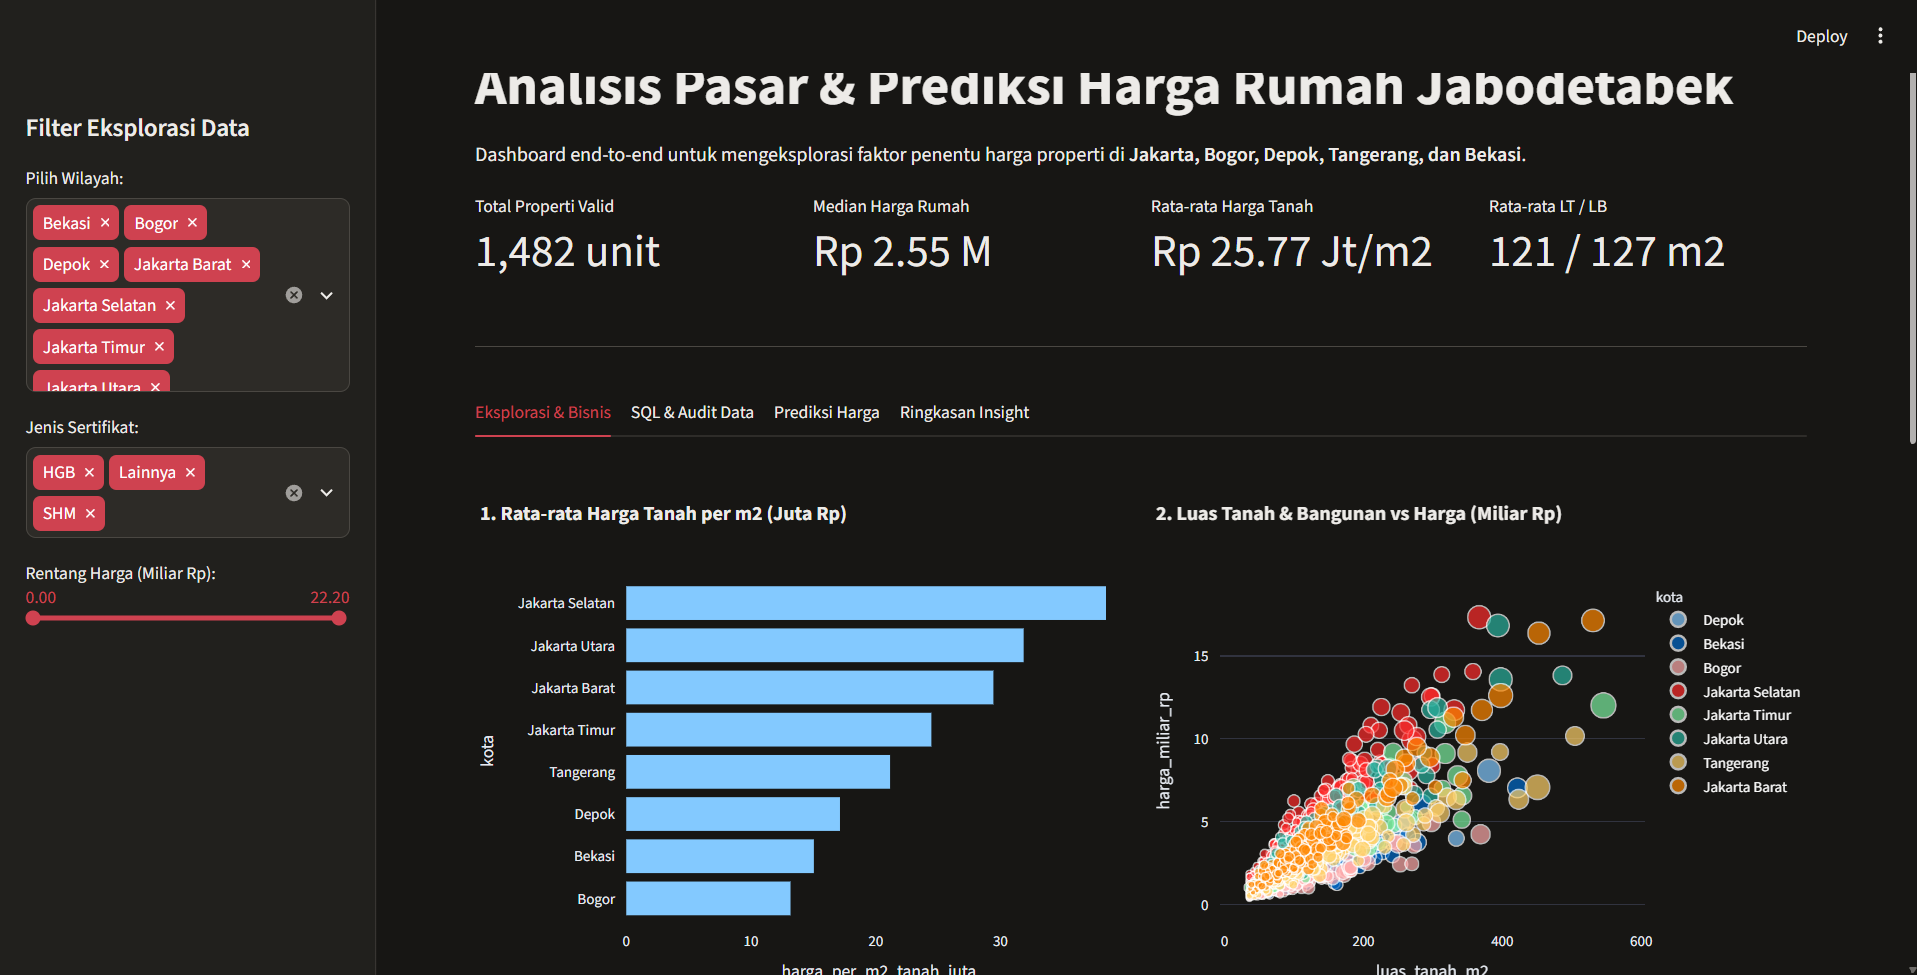 Deploy
Filter Eksplorasi Data
Pilih Wilayah:
Bekasi
Bogor
Depok
Jakarta Barat
Jakarta Selatan
Jakarta Timur
Jakarta Utara
Jenis Sertifikat:
HGB
Lainnya
SHM
Rentang Harga (Miliar Rp):
0.00
22.20
Analisis Pasar & Prediksi Harga Rumah Jabodetabek
Dashboard end-to-end untuk mengeksplorasi faktor penentu harga properti di Jakarta, Bogor, Depok, Tangerang, dan Bekasi.
Total Properti Valid
1,482 unit
Median Harga Rumah
Rp 2.55 M
Rata-rata Harga Tanah
Rp 25.77 Jt/m2
Rata-rata LT / LB
121 / 127 m2
Eksplorasi & Bisnis
SQL & Audit Data
Prediksi Harga
Ringkasan Insight
1. Rata-rata Harga Tanah per m2 (Juta Rp)
kota
Jakarta Selatan
Jakarta Utara
Jakarta Barat
Jakarta Timur
Tangerang
Depok
Bekasi
Bogor
0
10
20
30
harga_per_m2_tanah_juta
2. Luas Tanah & Bangunan vs Harga (Miliar Rp)
harga_miliar_rp
15
10
5
0
0
200
400
600
luas_tanah_m2
kota
Depok
Bekasi
Bogor
Jakarta Selatan
Jakarta Timur
Jakarta Utara
Tangerang
Jakarta Barat